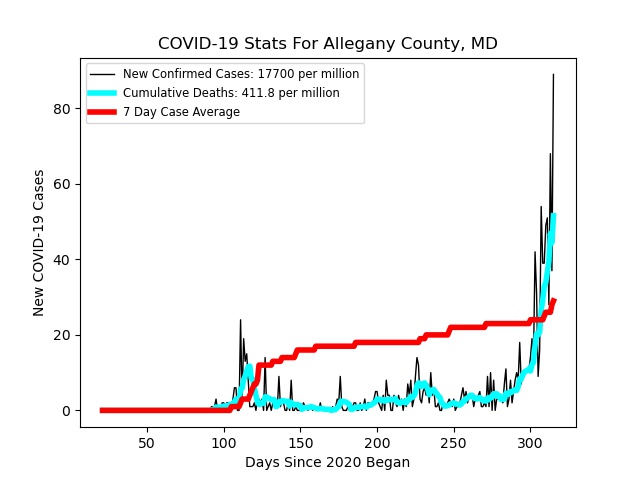 COVID-19 Stats For Allegany County, MD
New Confirmed Cases: 17700 per million
Cumulative Deaths: 411.8 per million
7 Day Case Average
New COVID-19 Cases
80
60
40
20
0
50 100 150 200 250 300
Days Since 2020 Began